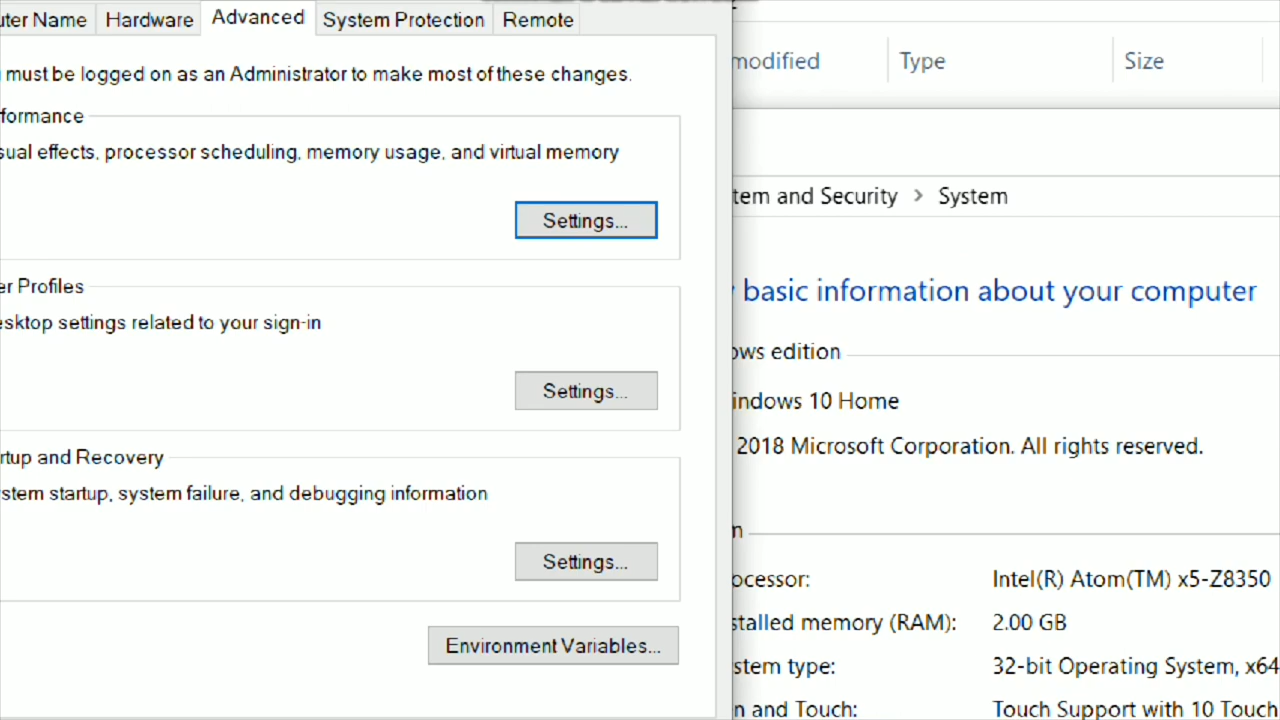 uter Name Hardware Advanced System Protection Remote
must be logged on as an Administrator to make most of these changes.
formance
sual effects, processor scheduling, memory usage, and virtual memory
Settings...
er Profiles
esktop settings related to your sign-in
Settings...
rtup and Recovery
stem startup, system failure, and debugging information
Settings...
Environment Variables...
modified Type Size
tem and Security > System
basic information about your computer
ows edition
indows 10 Home
2018 Microsoft Corporation. All rights reserved.
m
ocessor: Intel(R) Atom(TM) x5-Z8350
stalled memory (RAM): 2.00 GB
stem type: 32-bit Operating System, x64
n and Touch: Touch Support with 10 Touch